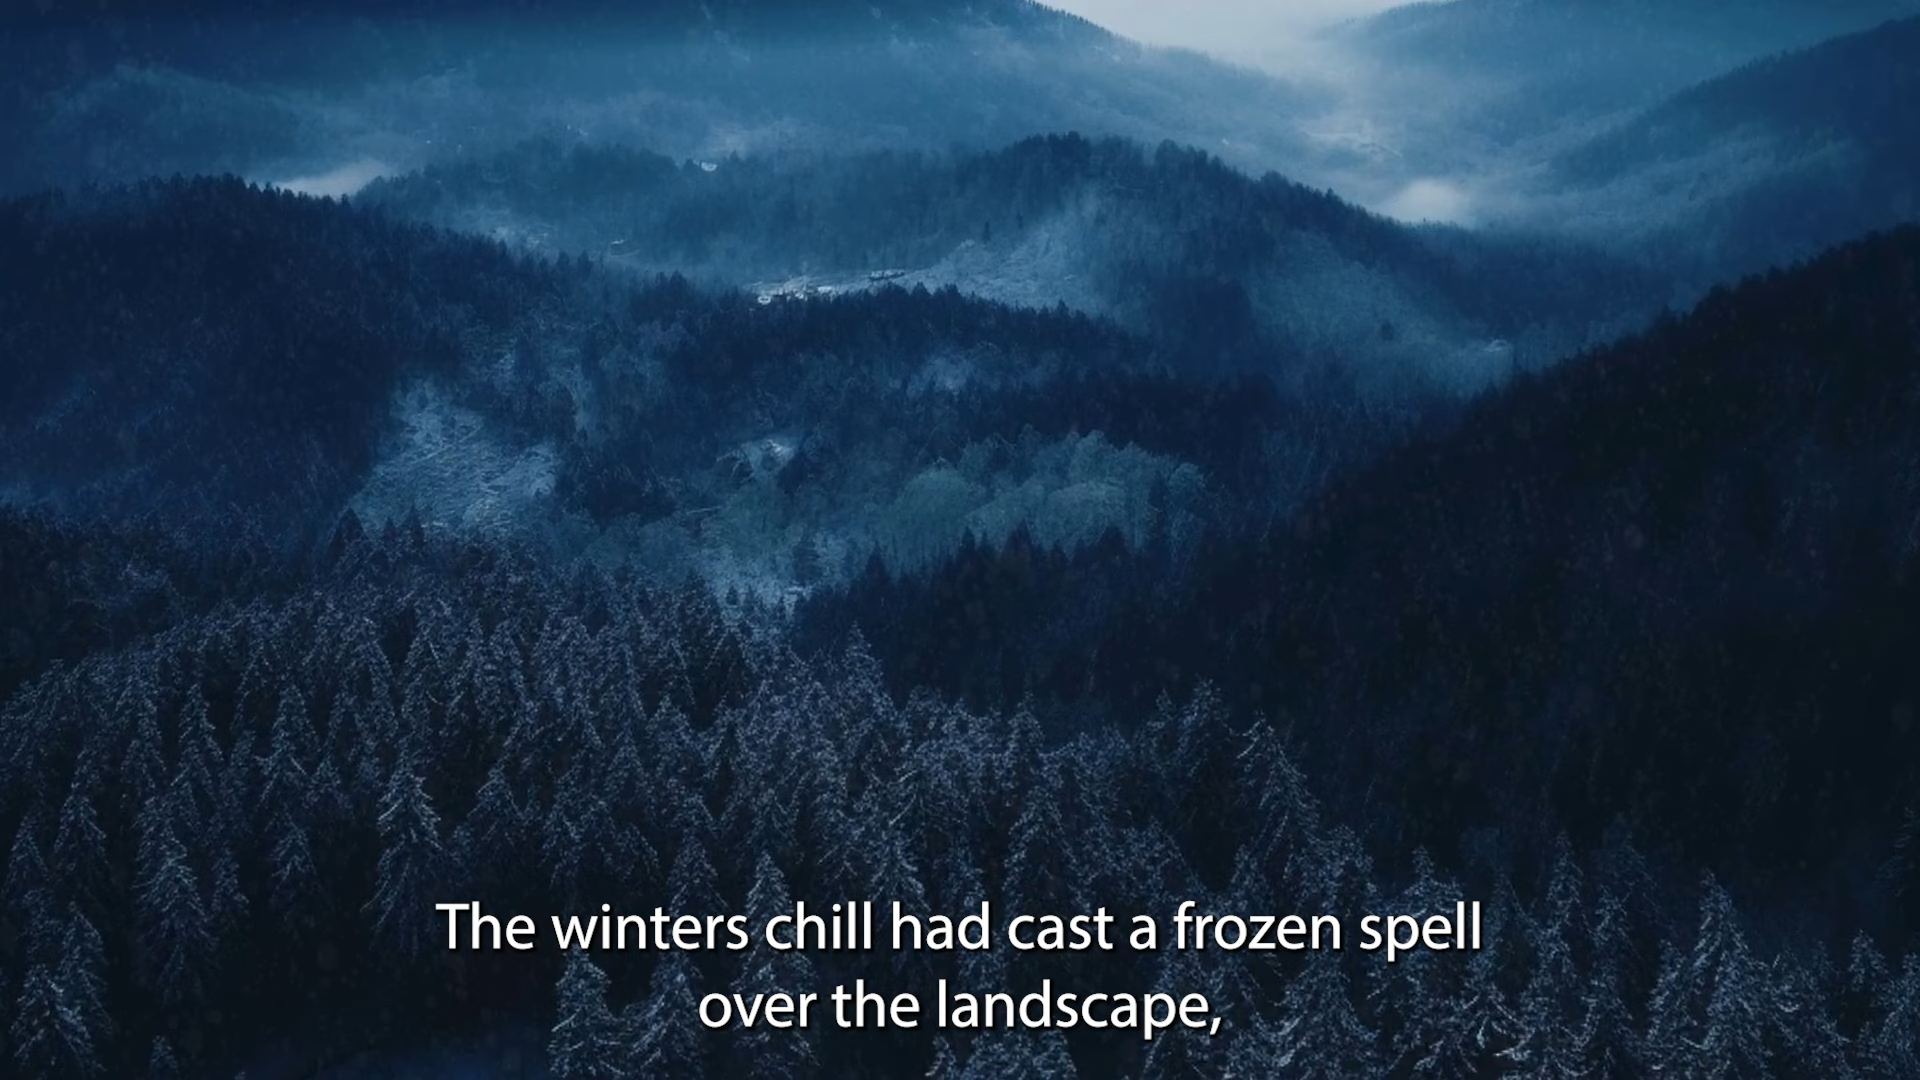 The winters chill had cast a frozen spell
over the landscape,